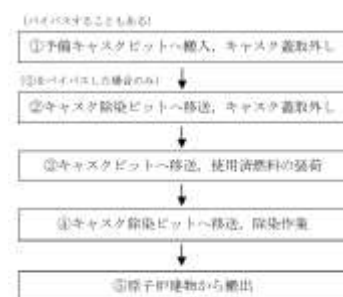 (バイパスすることもある)
①予備キャスクピットへ搬入，キャスク蓋取外し
(①をバイパスした場合のみ)
②キャスク除染ピットへ移送，キャスク蓋取外し
③キャスクピットへ移送，使用済燃料の装荷
④キャスク除染ピットへ移送，除染作業
⑤原子炉建物から搬出